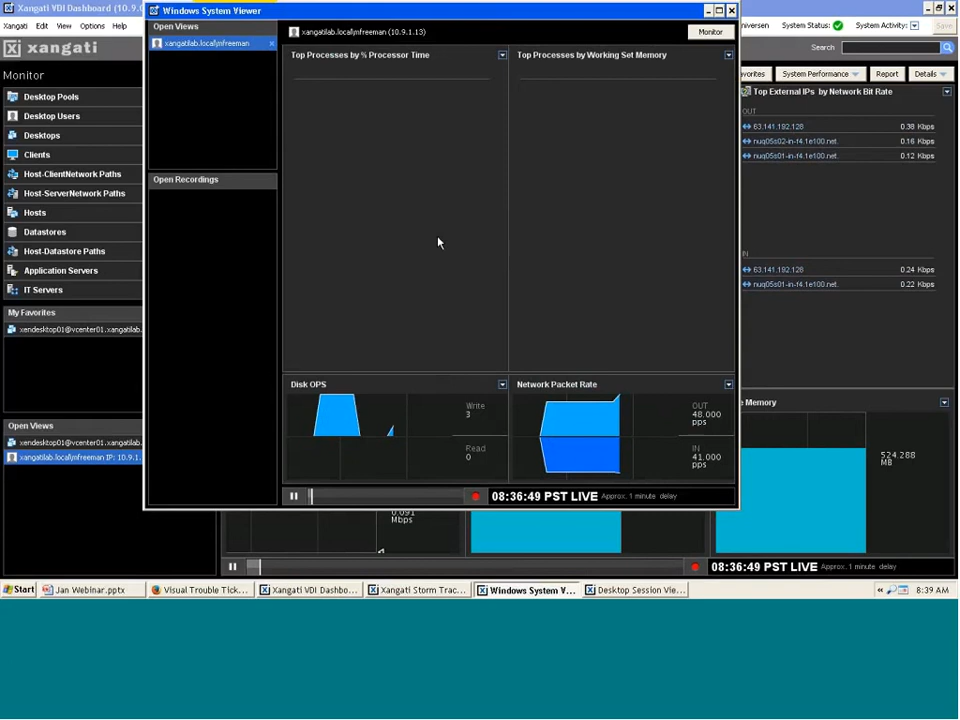 Xangati VDI Dashboard (10.9.
Xangati Edit View Options Help
xangati
Monitor
Desktop Pools
Desktop Users
Desktops
Clients
Host-ClientNetwork Paths
Host-ServerNetwork Paths
Hosts
Datastores
Host-Datastore Paths
Application Servers
IT Servers
My Favorites
xendesktop01@vcenter01.xangatilab.
Open Views
xendesktop01@vcenter01.xangatilab.
xangatilab.local\mfreeman IP: 10.9.1.
Windows System Viewer
Open Views
xangatilab.local\mfreeman
Open Recordings
xangatilab.local\mfreeman (10.9.1.13)
Monitor
Top Processes by % Processor Time
Top Processes by Working Set Memory
Disk OPS
Write
3
Read
0
Network Packet Rate
OUT
48.000
pps
IN
41.000
pps
08:36:49 PST LIVE Approx. 1 minute delay
niversen System Status: System Activity: Save
Search
vorites System Performance Report Details
Top External IPs by Network Bit Rate
OUT
63.141.192.128 0.38 Kbps
nuq05s02-in-f4.1e100.net. 0.16 Kbps
nuq05s01-in-f4.1e100.net. 0.12 Kbps
IN
63.141.192.128 0.24 Kbps
nuq05s01-in-f4.1e100.net. 0.22 Kbps
e Memory
524.288
MB
0.091
Mbps
08:36:49 PST LIVE Approx. 1 minute delay
Start Jan Webinar.pptx Visual Trouble Tick... Xangati VDI Dashbo... Xangati Storm Trac... Windows System V... Desktop Session Vie... 8:39 AM